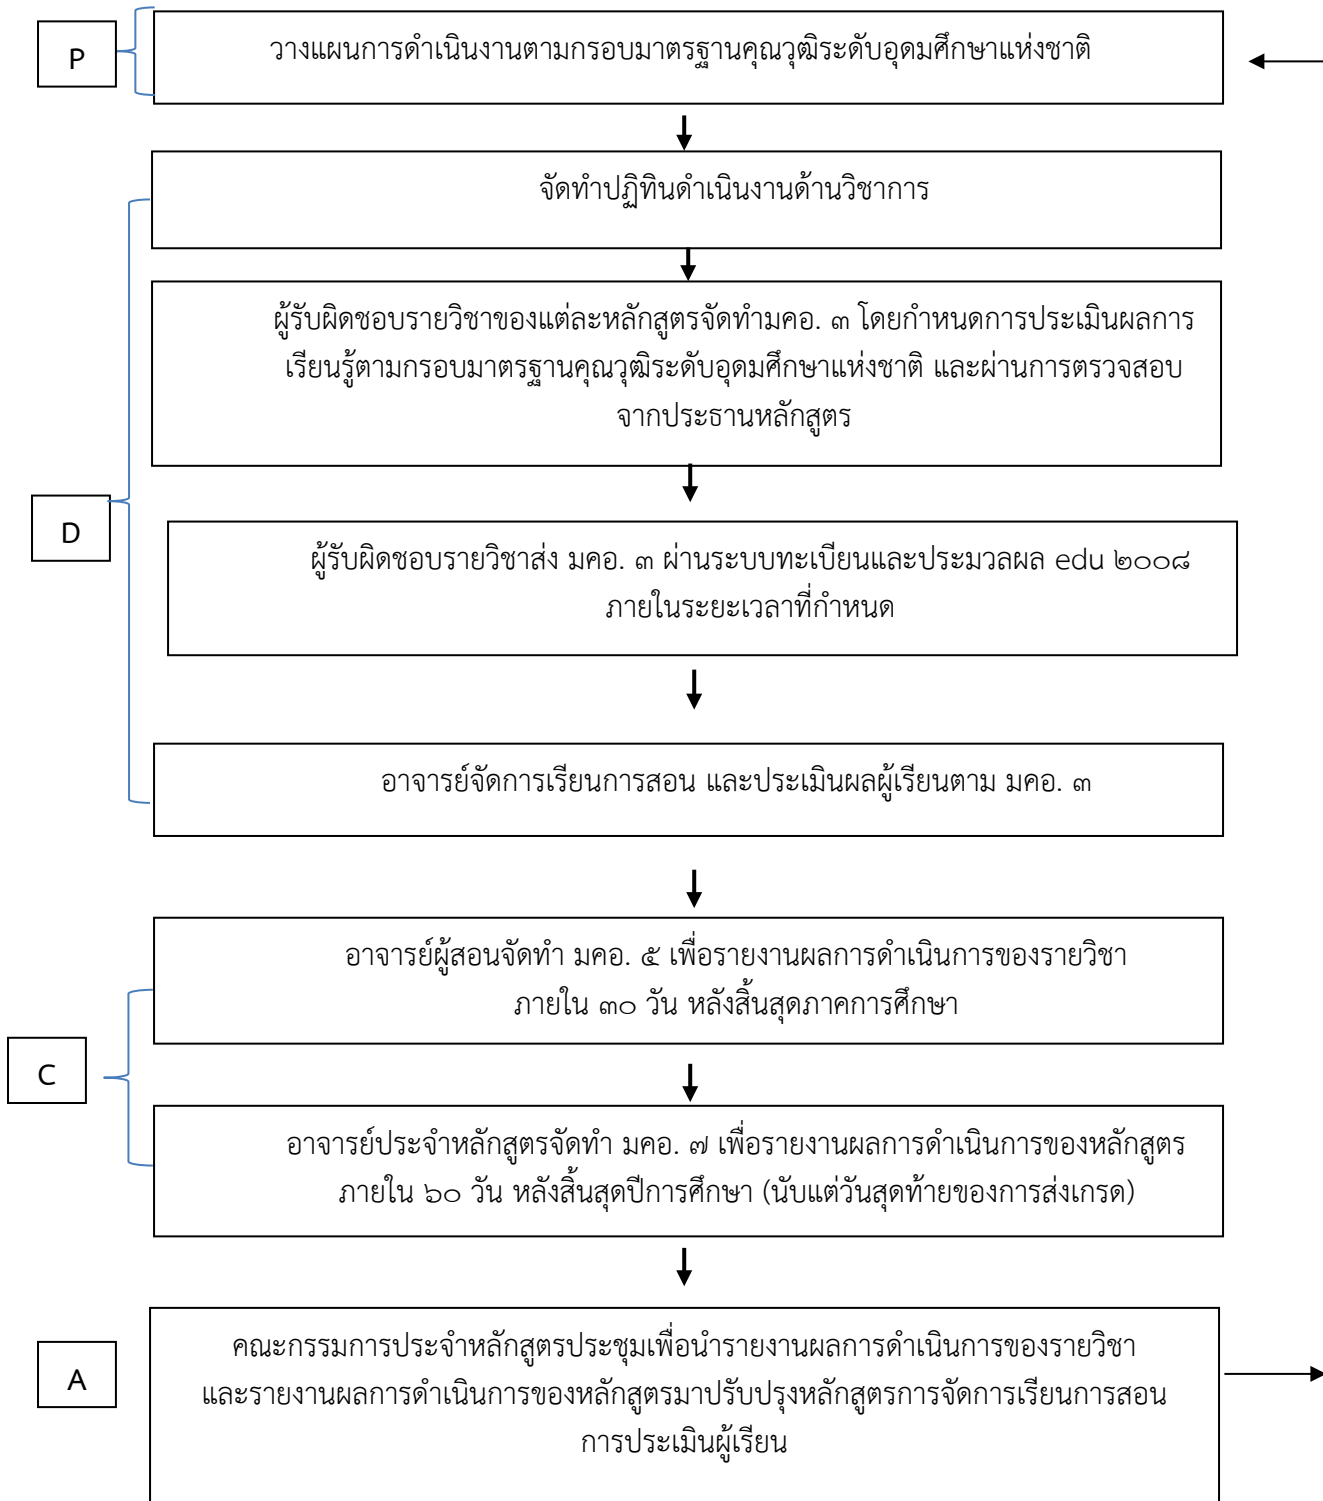 P
วางแผนการดำเนินงานตามกรอบมาตรฐานคุณวุฒิระดับอุดมศึกษาแห่งชาติ
จัดทำปฏิทินดำเนินงานด้านวิชาการ
ผู้รับผิดชอบรายวิชาของแต่ละหลักสูตรจัดทำมคอ. ๓ โดยกำหนดการประเมินผลการ
เรียนรู้ตามกรอบมาตรฐานคุณวุฒิระดับอุดมศึกษาแห่งชาติ และผ่านการตรวจสอบ
จากประธานหลักสูตร
D
ผู้รับผิดชอบรายวิชาส่ง มคอ. ๓ ผ่านระบบทะเบียนและประมวลผล edu ๒๐๐๘
ภายในระยะเวลาที่กำหนด
อาจารย์จัดการเรียนการสอน และประเมินผลผู้เรียนตาม มคอ. ๓
อาจารย์ผู้สอนจัดทำ มคอ. ๕ เพื่อรายงานผลการดำเนินการของรายวิชา
ภายใน ๓๐ วัน หลังสิ้นสุดภาคการศึกษา
C
อาจารย์ประจำหลักสูตรจัดทำ มคอ. ๗ เพื่อรายงานผลการดำเนินการของหลักสูตร
ภายใน ๖๐ วัน หลังสิ้นสุดปีการศึกษา (นับแต่วันสุดท้ายของการส่งเกรด)
A
คณะกรรมการประจำหลักสูตรประชุมเพื่อนำรายงานผลการดำเนินการของรายวิชา
และรายงานผลการดำเนินการของหลักสูตรมาปรับปรุงหลักสูตรการจัดการเรียนการสอน
การประเมินผู้เรียน